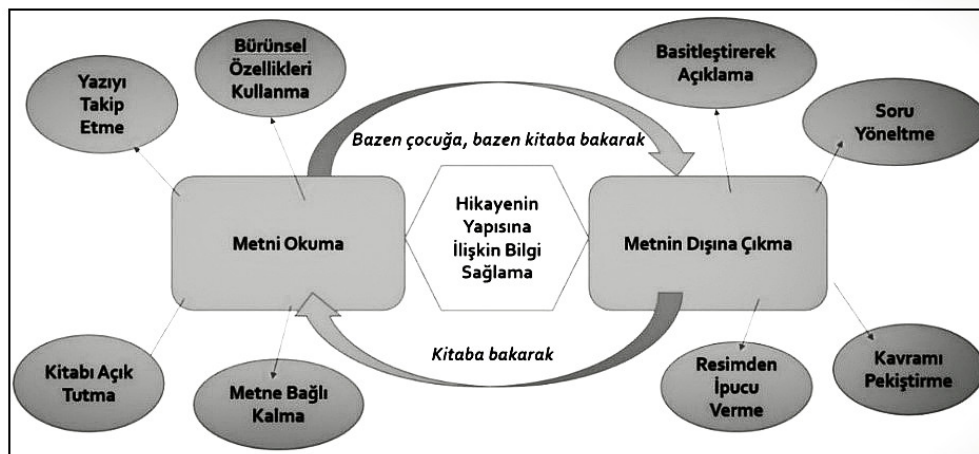 Yazıyı
Takip
Etme
Bürünsel
Özellikleri
Kullanma
Basitleştirerek
Açıklama
Soru
Yöneltme
Bazen çocuğa, bazen kitaba bakarak
Metni Okuma
Hikayenin
Yapısına
İlişkin Bilgi
Sağlama
Metnin Dışına Çıkma
Kitaba bakarak
Kitabı Açık
Tutma
Metne Bağlı
Kalma
Resimden
İpucu
Verme
Kavramı
Pekiştirme